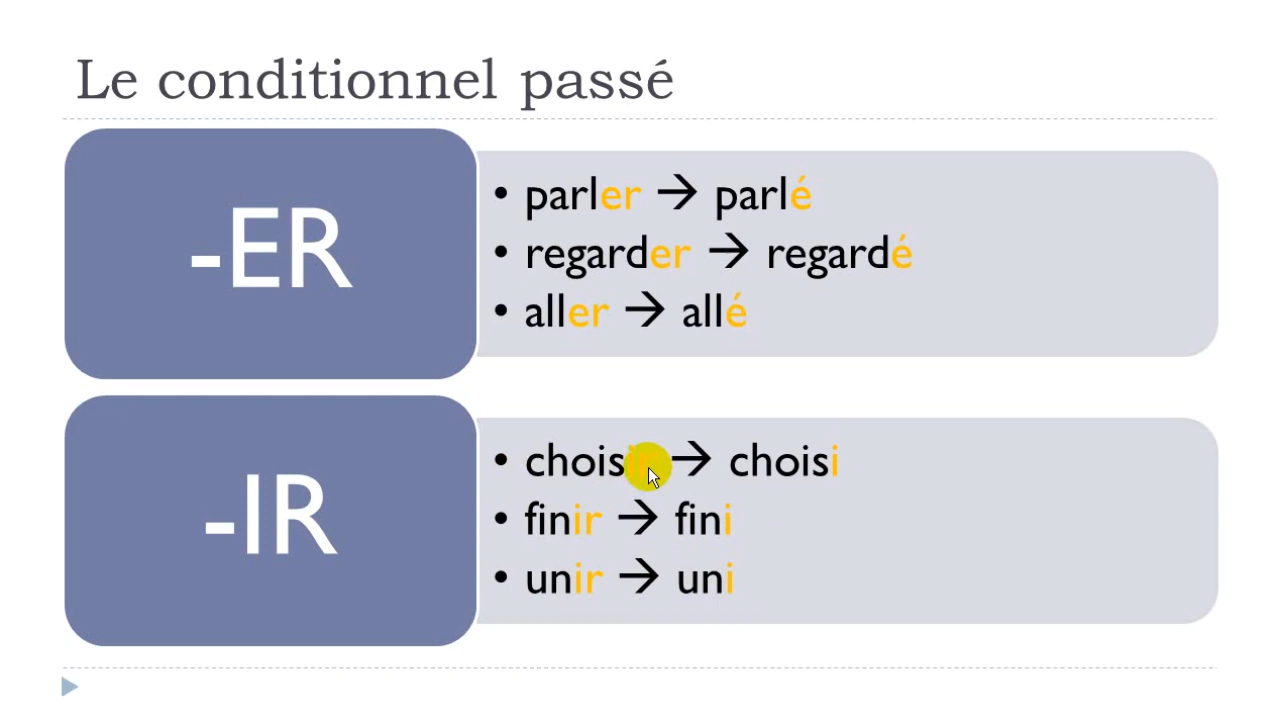 Le conditionnel passé
-ER
• parler → parlé
• regarder → regardé
• aller → allé
-IR
• choisir → choisi
• finir → fini
• unir → uni